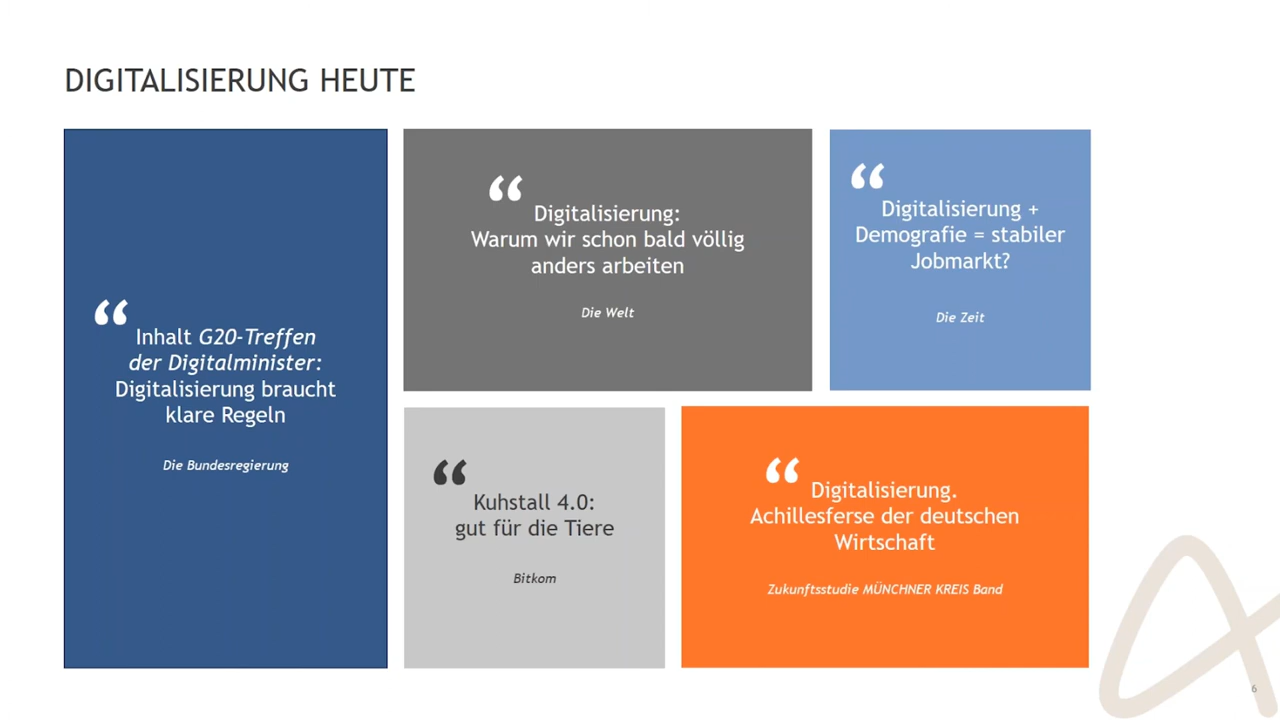 DIGITALISIERUNG HEUTE
“
Inhalt G20-Treffen
der Digitalminister:
Digitalisierung braucht
klare Regeln
Die Bundesregierung
“
Digitalisierung:
Warum wir schon bald völlig
anders arbeiten
Die Welt
“
Digitalisierung +
Demografie = stabiler
Jobmarkt?
Die Zeit
“
Kuhstall 4.0:
gut für die Tiere
Bitkom
“
Digitalisierung.
Achillesferse der deutschen
Wirtschaft
Zukunftsstudie MÜNCHNER KREIS Band
6